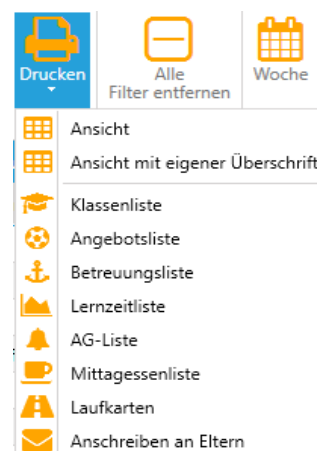 Drucken
Alle
Filter entfernen
Woche
Ansicht
Ansicht mit eigener Überschrift
Klassenliste
Angebotsliste
Betreuungsliste
Lernzeitliste
AG-Liste
Mittagessenliste
Laufkarten
Anschreiben an Eltern